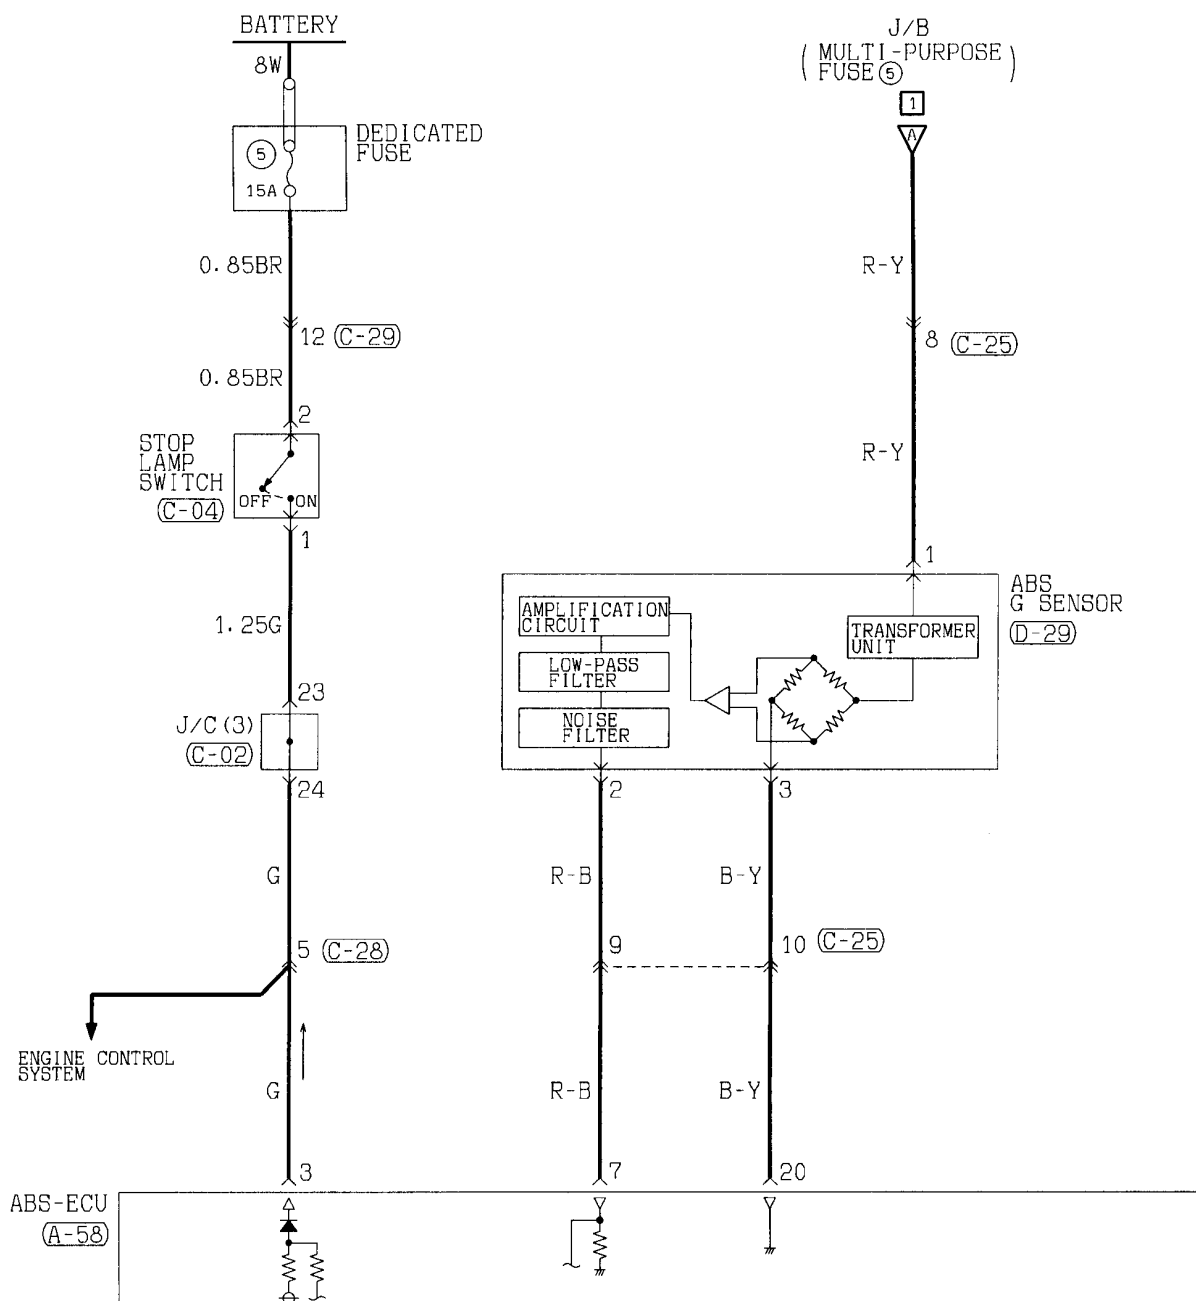 BATTERY
8W
DEDICATED
FUSE
5
15A
0.85BR
12 C-29
0.85BR
2
STOP
LAMP
SWITCH
C-04
OFF ON
1
1.25G
23
J/C(3)
C-02
24
G
5 C-28
ENGINE CONTROL
SYSTEM
G
3
J/B
( MULTI-PURPOSE
FUSE 5 )
1
A
R-Y
8 C-25
R-Y
1
ABS
G SENSOR
D-29
AMPLIFICATION
CIRCUIT
LOW-PASS
FILTER
NOISE
FILTER
TRANSFORMER
UNIT
2 3
R-B B-Y
9 10 C-25
R-B B-Y
7 20
ABS-ECU
A-58